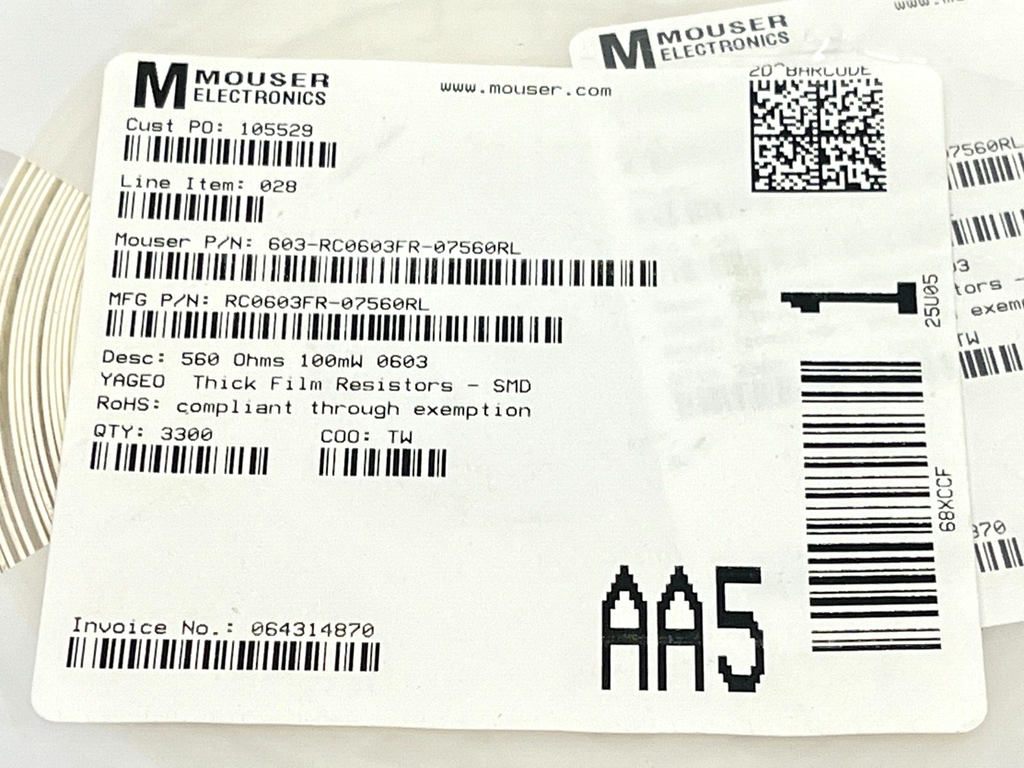 MOUSER
ELECTRONICS
www.mouser.com
2D^BARCODE
Cust PO: 105529
Line Item: 028
Mouser P/N: 603-RC0603FR-07560RL
MFG P/N: RC0603FR-07560RL
Desc: 560 Ohms 100mW 0603
YAGEO Thick Film Resistors - SMD
RoHS: compliant through exemption
QTY: 3300
COO: TW
Invoice No.: 064314870
25U05
68XCCF
AA5
MOUSER
ELECTRONICS
7560RL
TW